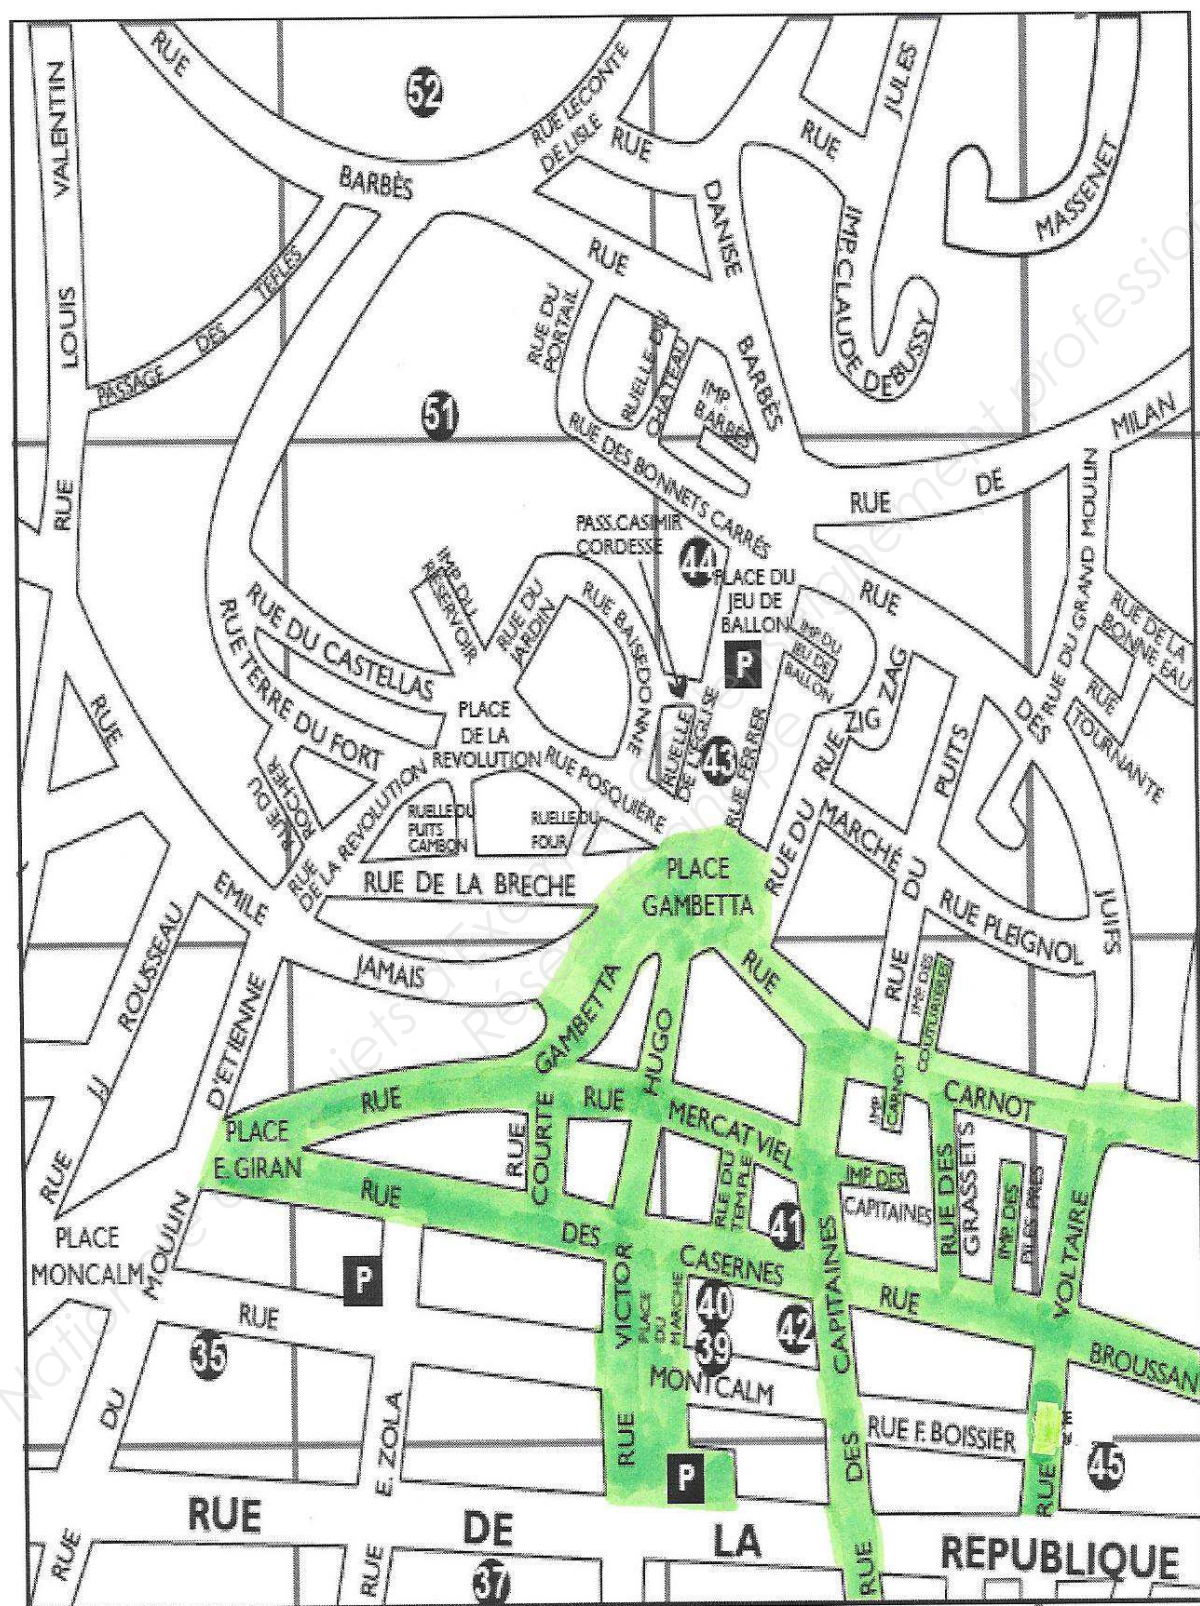 RUE
BARBÈS
52
RUE LECONTE
DE LISLE
RUE
DANISE
RUE
JULES
IMP. CLAUDE DEBUSSY
MASSENET
VALENTIN
LOUIS
RUE
PASSAGE DES TEFLES
RUE
BARBÈS
RUE DU
PORTAIL
RUELLE DU
CHATEAU
IMP.
BARBÈS
51
RUE DES BONNETS CARRÉS
RUE DE MILAN
PASS.CASIMIR
CORDESSE
44
PLACE DU
JEU DE
BALLON
P
IMP. DU
JEU DE
BALLON
RUE
DES
JUIFS
RUE DU GRAND MOULIN
RUE DE LA
BONNE EAU
RUE
TOURNANTE
IMP. DU
RESERVOIR
RUE DU
JARDIN
RUE BAISEDONNE
RUE DU CASTELLAS
RUE TERRE DU FORT
RUE DU
ROCHER
PLACE
DE LA
REVOLUTION
RUE
DE LA REVOLUTION
RUE POSQUIÈRE
RUELLE
DE L'EGLISE
43
RUE FERRER
RUE ZIG ZAG
PUITS
DU
RUE
RUE DU MARCHÉ
RUE PLEIGNOL
RUELLE DU
PUITS
CAMBON
RUELLE DU
FOUR
RUE DE LA BRECHE
PLACE
GAMBETTA
RUE
EMILE
JAMAIS
RUE J.J. ROUSSEAU
D'ETIENNE
MOULIN
DU
RUE
RUE
GAMBETTA
HUGO
VICTOR
RUE
RUE
CARNOT
IMP. DES
COUTURIERES
IMP.
CARNOT
PLACE
E. GIRAN
RUE
COURTE
RUE
MERCAT VIEL
RLE DU
TEMPLE
IMP. DES
CAPITAINES
RUE DES
GRASSETS
IMP. DES
RUE
VOLTAIRE
RUE
DES
CASERNES
41
CAPITAINES
DES
RUE
RUE
BROUSSAN
PLACE
MONCALM
P
RUE
35
PLACE
DU
MARCHE
40
39
42
MONTCALM
RUE F. BOISSIER
45
RUE E. ZOLA
P
RUE DE LA REPUBLIQUE
37